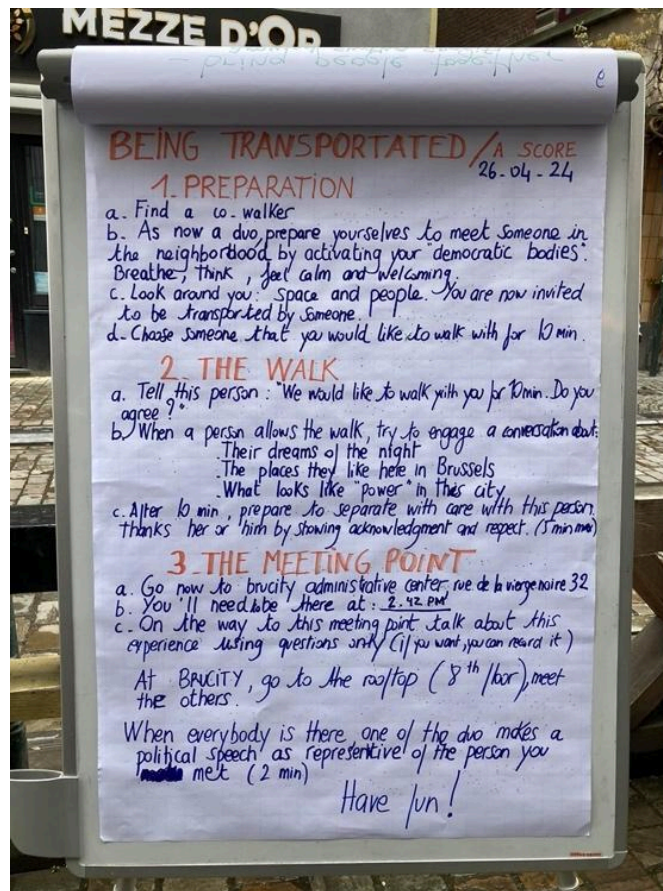 MEZZE D'OR
- blind people together
e
BEING TRANSPORTATED / A SCORE
26-04-24
1. PREPARATION
a. Find a co-walker
b. As now a duo, prepare yourselves to meet someone in
the neighborhood by activating your "democratic bodies".
Breathe, think, feel calm and welcoming.
c. Look around you: space and people. You are now invited
to be transported by someone.
d. Choose someone that you would like to walk with for 10 min.
2. THE WALK
a. Tell this person: "We would like to walk with you for 10 min. Do you
agree?"
b. When a person allows the walk, try to engage a conversation about:
. Their dreams of the night
. The places they like here in Brussels
. What looks like "power" in this city
c. After 10 min, prepare to separate with care with this person,
thanks her or him by showing acknowledgment and respect. (5 min max)
3. THE MEETING POINT
a. Go now to brucity administrative center, rue de la vierge noire 32
b. You'll need to be there at: 2.42 PM
c. On the way to this meeting point, talk about this
experience using questions only (if you want, you can record it)
At BRUCITY, go to the rooftop (8th floor), meet
the others.
When everybody is there, one of the duo makes a
political speech as representive of the person you
met (2 min)
Have fun!